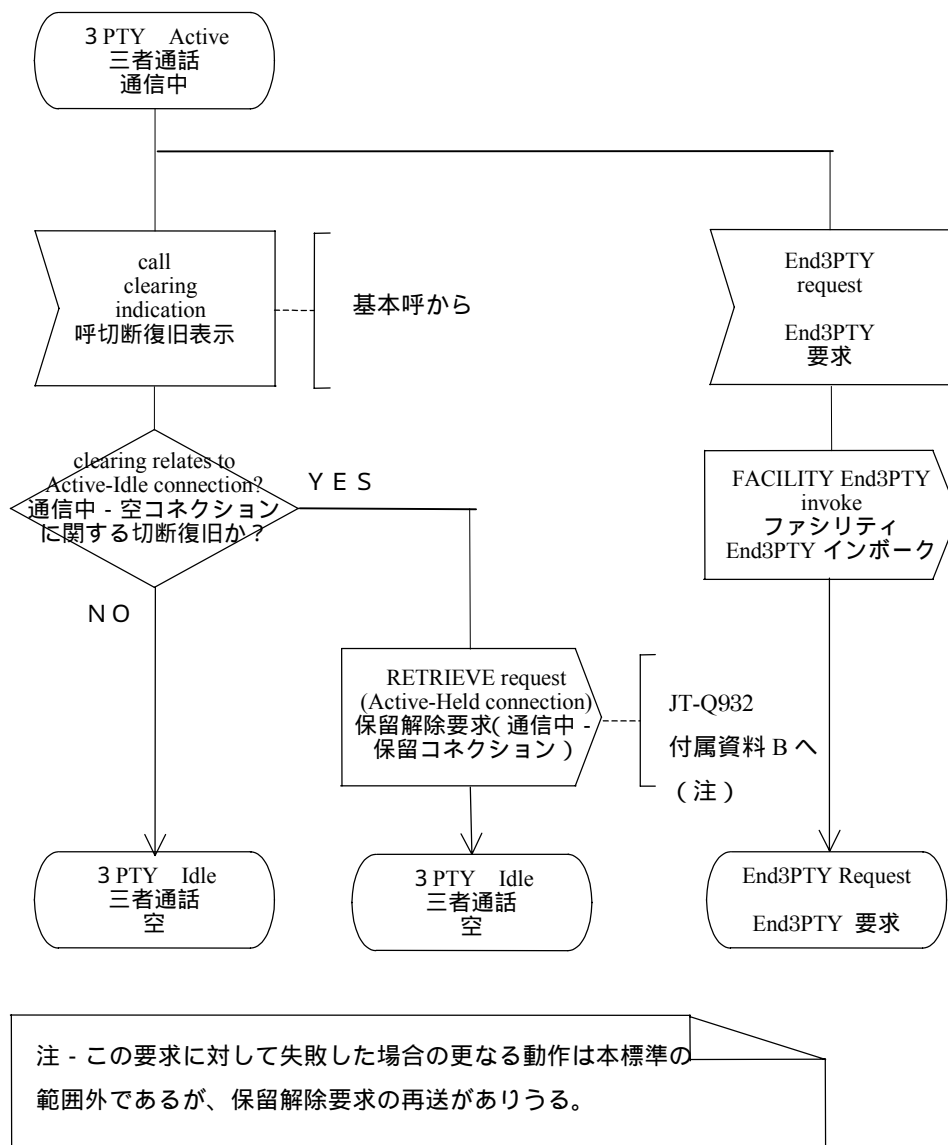 ３PTY　Active
三者通話
通信中
call
clearing
indication
呼切断復旧表示
基本呼から
End3PTY
request
End3PTY
要求
clearing relates to
Active-Idle connection?
通信中 - 空コネクション
に関する切断復旧か？
ＹＥＳ
ＮＯ
FACILITY End3PTY
invoke
ファシリティ
End3PTY インボーク
RETRIEVE request
(Active-Held connection)
保留解除要求（通信中 -
保留コネクション）
JT-Q932
付属資料 B へ
（注）
３PTY　Idle
三者通話
空
３PTY　Idle
三者通話
空
End3PTY Request
End3PTY 要求
注 - この要求に対して失敗した場合の更なる動作は本標準の
範囲外であるが、保留解除要求の再送がありうる。